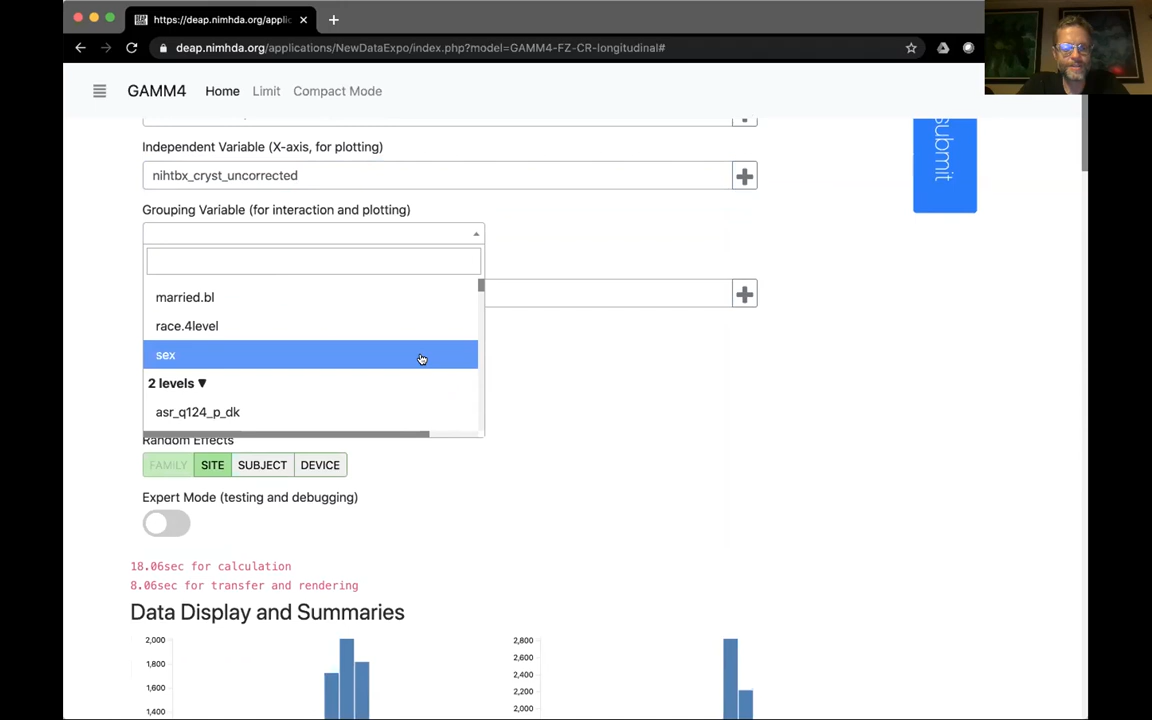 https://deap.nimhda.org/applic
deap.nimhda.org/applications/NewDataExpo/index.php?model=GAMM4-FZ-CR-longitudinal#
GAMM4 Home Limit Compact Mode
submit
Independent Variable (X-axis, for plotting)
nihtbx_cryst_uncorrected
Grouping Variable (for interaction and plotting)
married.bl
race.4level
sex
2 levels ▼
asr_q124_p_dk
Random Effects
FAMILY SITE SUBJECT DEVICE
Expert Mode (testing and debugging)
18.06sec for calculation
8.06sec for transfer and rendering
Data Display and Summaries
2,000
1,800
1,600
1,400
2,800
2,600
2,400
2,200
2,000